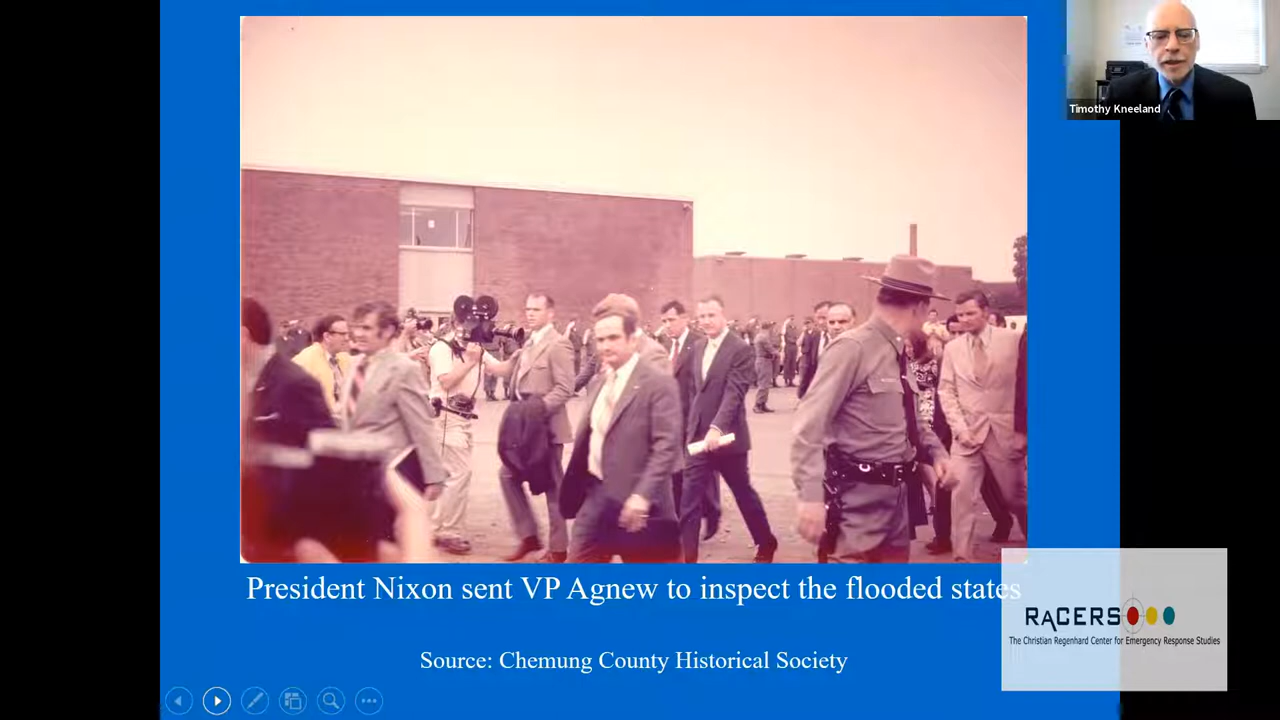 Timothy Kneeland
President Nixon sent VP Agnew to inspect the flooded states
RACERS
The Christian Regenhard Center for Emergency Response Studies
Source: Chemung County Historical Society